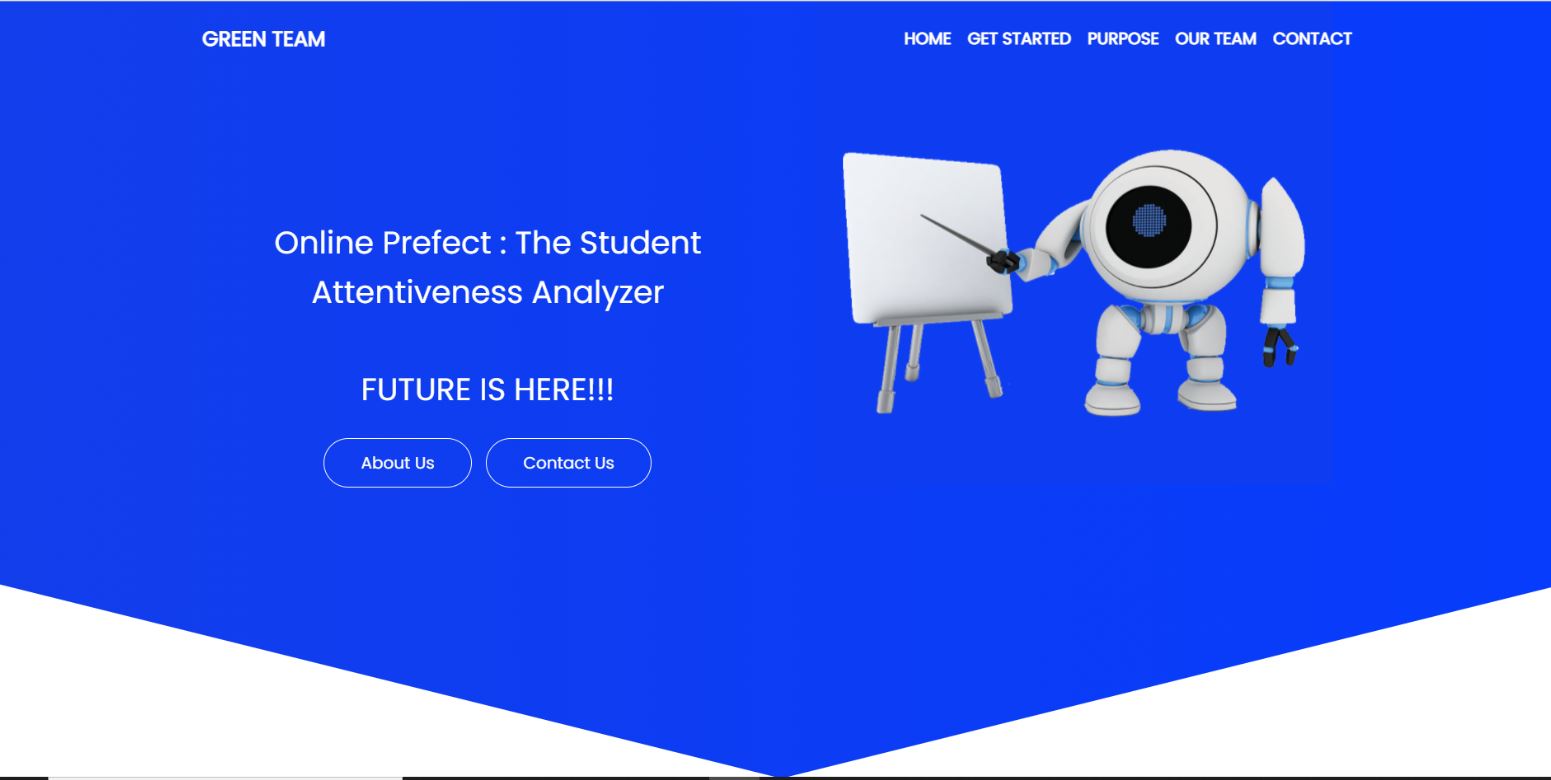 GREEN TEAM
HOME GET STARTED PURPOSE OUR TEAM CONTACT
Online Prefect : The Student
Attentiveness Analyzer
FUTURE IS HERE!!!
About Us
Contact Us